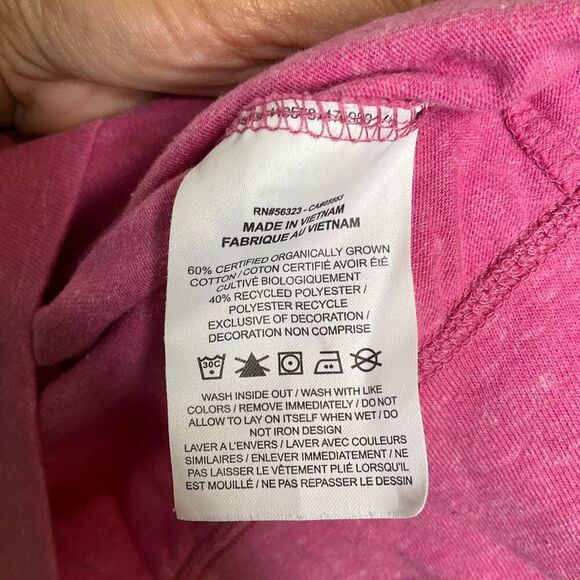 RN#56323 - CA#05553
MADE IN VIETNAM
FABRIQUE AU VIETNAM
60% CERTIFIED ORGANICALLY GROWN
COTTON / COTON CERTIFIÉ AVOIR ÉtÉ
CULTIVÉ BIOLOGIQUEMENT
40% RECYCLED POLYESTER /
POLYESTER RECYCLE
EXCLUSIVE OF DECORATION /
DECORATION NON COMPRISE
30C
WASH INSIDE OUT / WASH WITH LIKE
COLORS / REMOVE IMMEDIATELY / DO NOT
ALLOW TO LAY ON ITSELF WHEN WET / DO
NOT IRON DESIGN
LAVER A L'ENVERS / LAVER AVEC COULEURS
SIMILAIRES / ENLEVER IMMÉDIATEMENT / NE
PAS LAISSER LE VÊTEMENT PLIÉ LORSQU'IL
EST MOUILLÉ / NE PAS REPASSER LE DESSIN